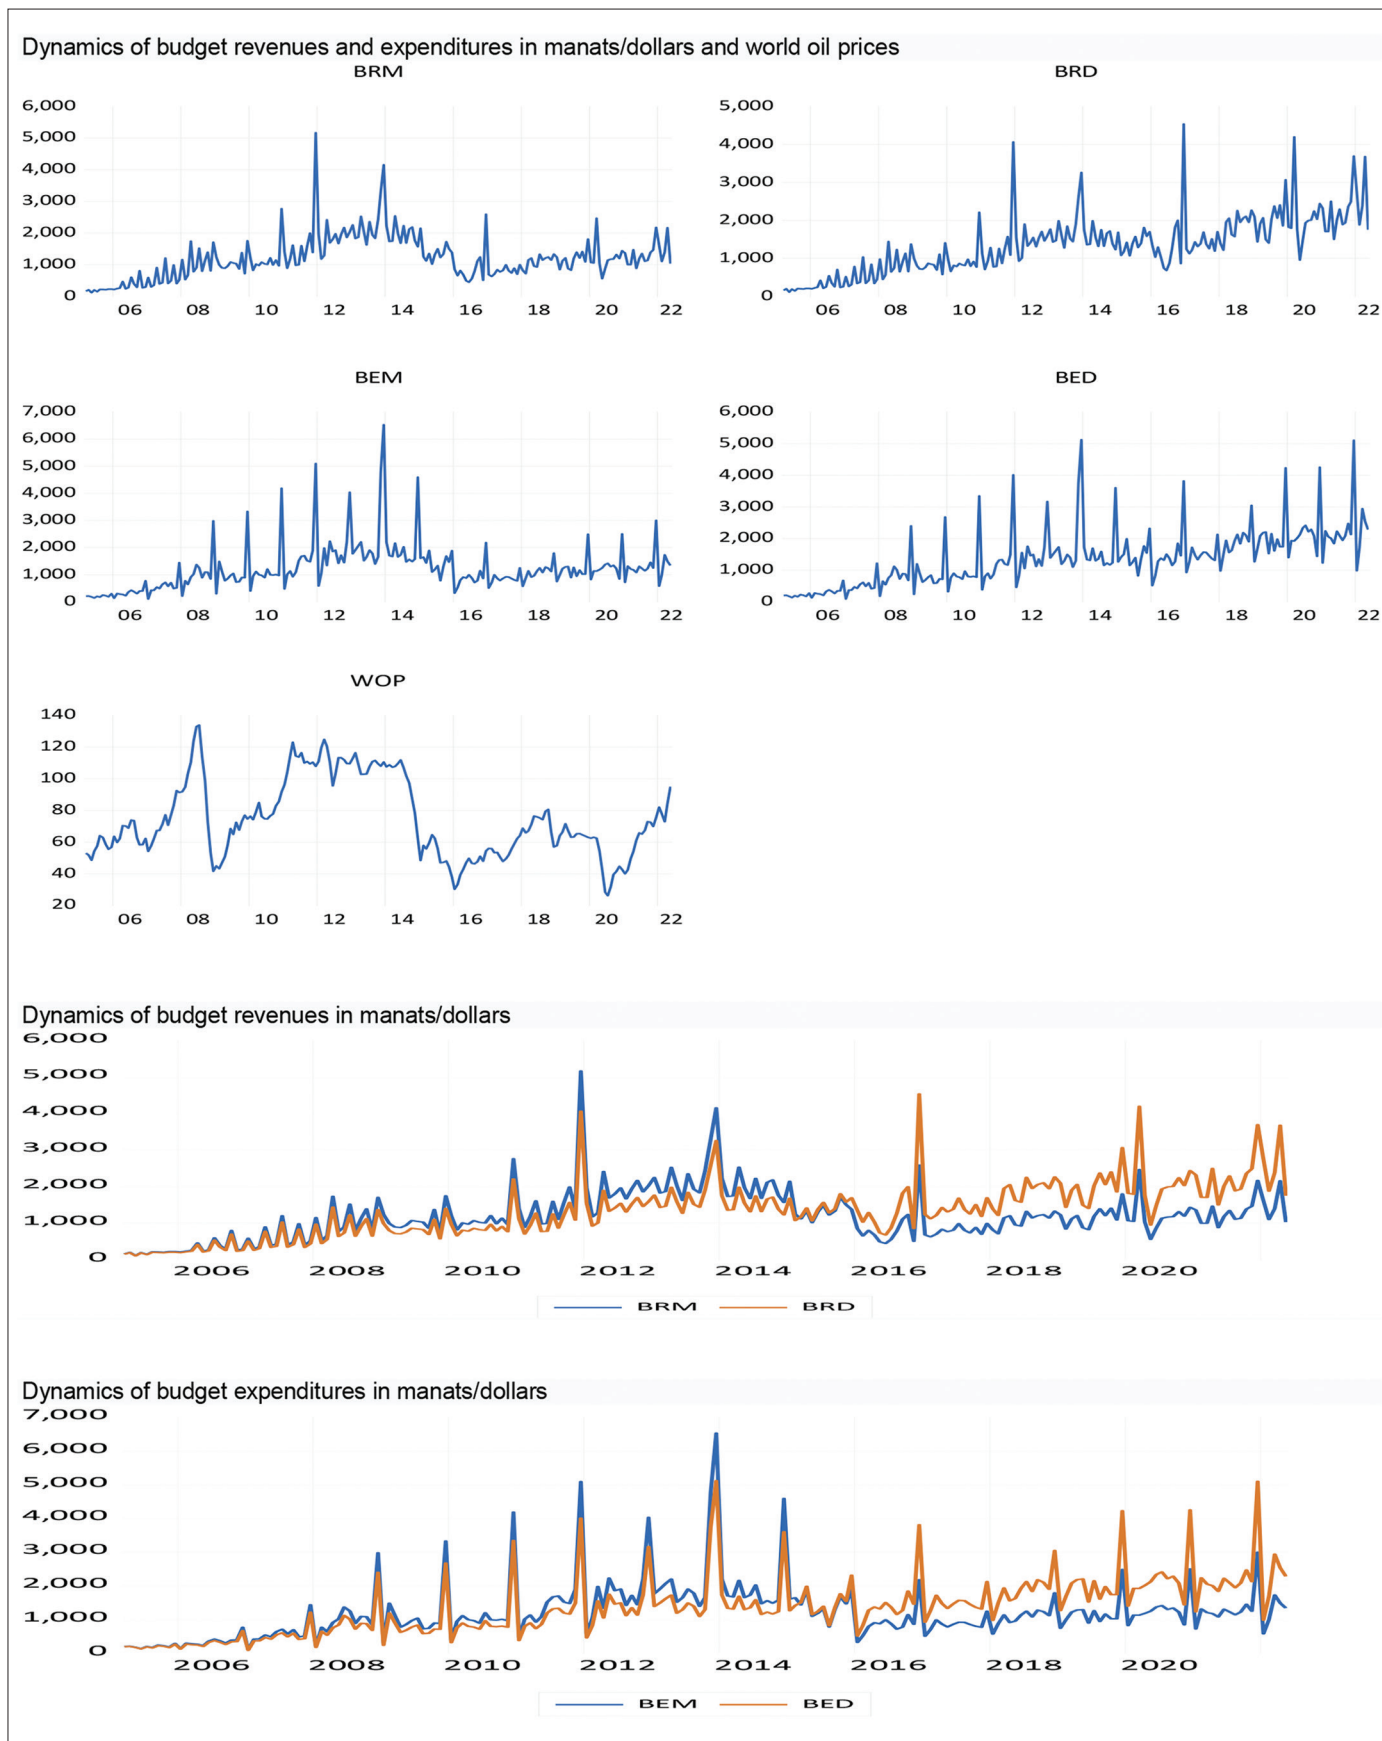 Dynamics of budget revenues and expenditures in manats/dollars and world oil prices
BRM
6,000
5,000
4,000
3,000
2,000
1,000
0
06 08 10 12 14 16 18 20 22
BRD
5,000
4,000
3,000
2,000
1,000
0
06 08 10 12 14 16 18 20 22
BEM
7,000
6,000
5,000
4,000
3,000
2,000
1,000
0
06 08 10 12 14 16 18 20 22
BED
6,000
5,000
4,000
3,000
2,000
1,000
0
06 08 10 12 14 16 18 20 22
WOP
140
120
100
80
60
40
20
06 08 10 12 14 16 18 20 22
Dynamics of budget revenues in manats/dollars
6,000
5,000
4,000
3,000
2,000
1,000
0
2006 2008 2010 2012 2014 2016 2018 2020
BRM BRD
Dynamics of budget expenditures in manats/dollars
7,000
6,000
5,000
4,000
3,000
2,000
1,000
0
2006 2008 2010 2012 2014 2016 2018 2020
BEM BED